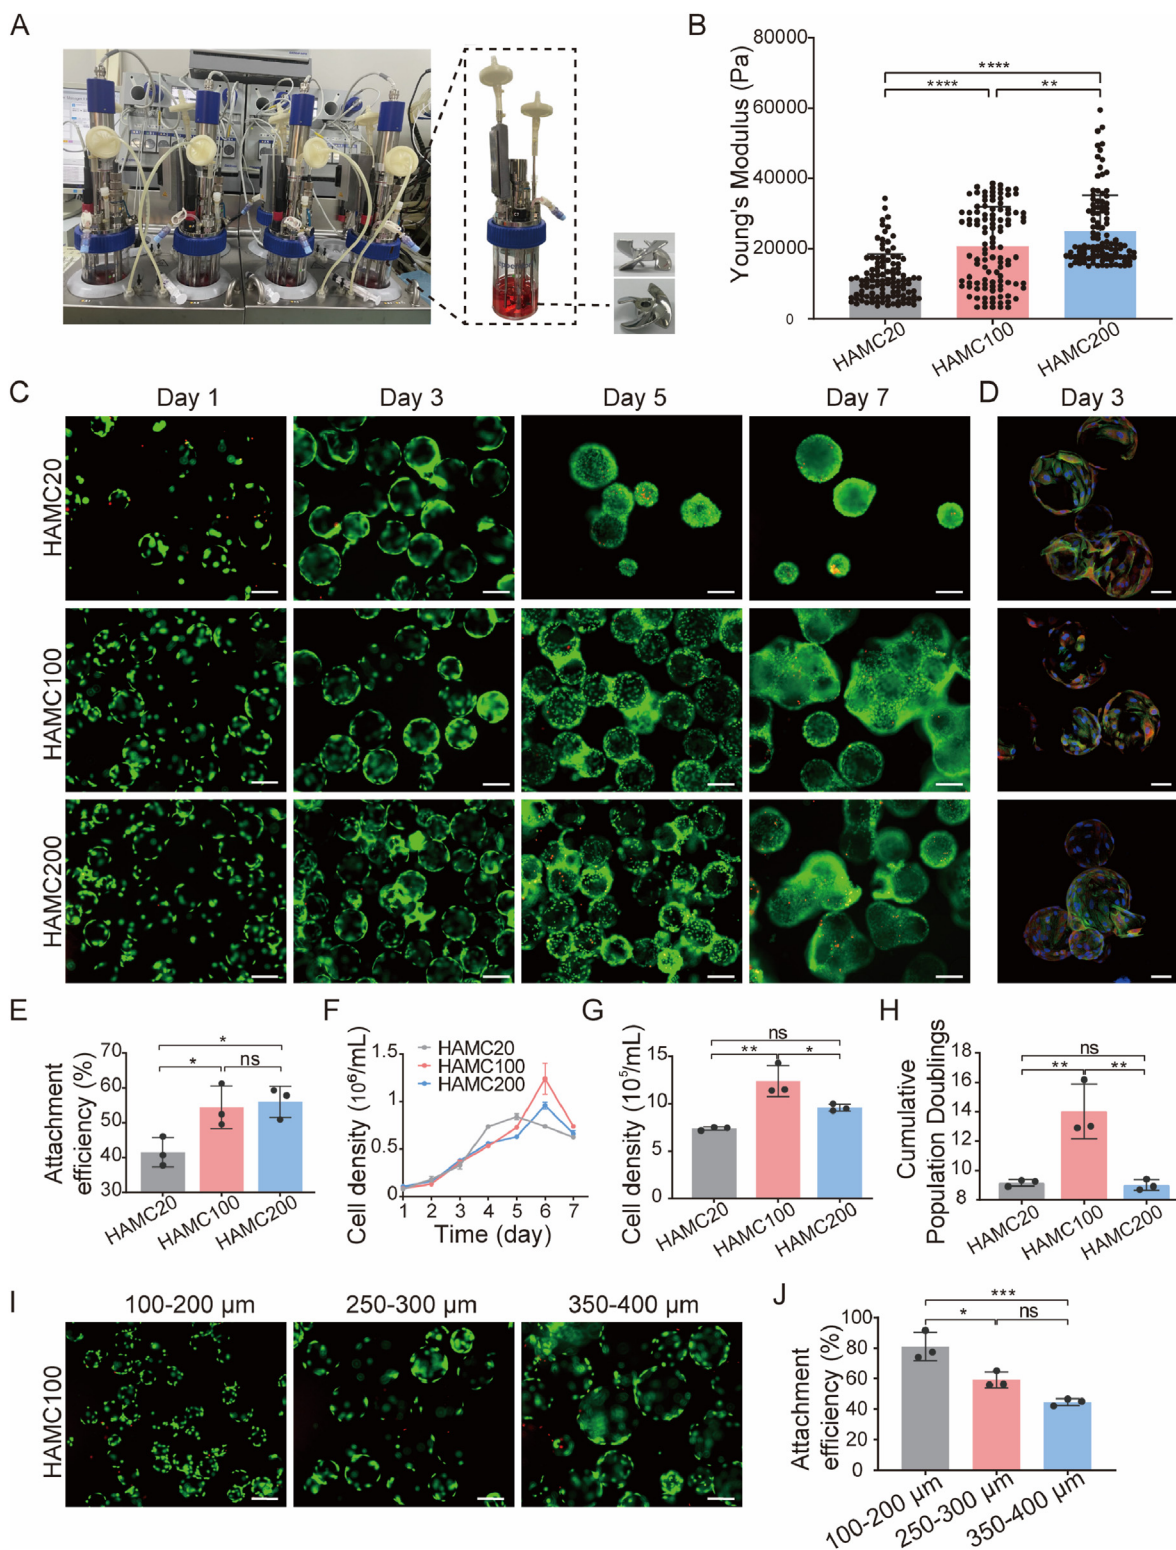 A
B
80000
60000
40000
20000
0
Young's Modulus (Pa)
****
**** **
HAMC20 HAMC100 HAMC200
C Day 1 Day 3 Day 5 Day 7
D Day 3
HAMC20
HAMC100
HAMC200
E
Attachment
efficiency (%)
70
60
50
40
30
*
* ns
HAMC20 HAMC100 HAMC200
F
Cell density (10⁶/mL)
1.5
1
0.5
0
HAMC20
HAMC100
HAMC200
1 2 3 4 5 6 7
Time (day)
G
Cell density (10⁵/mL)
15
10
5
0
ns
** *
HAMC20 HAMC100 HAMC200
H
Cumulative
Population Doublings
18
16
14
12
10
8
ns
** **
HAMC20 HAMC100 HAMC200
I 100-200 µm 250-300 µm 350-400 µm
HAMC100
J
Attachment
efficiency (%)
100
80
60
40
20
0
***
* ns
100-200 µm 250-300 µm 350-400 µm